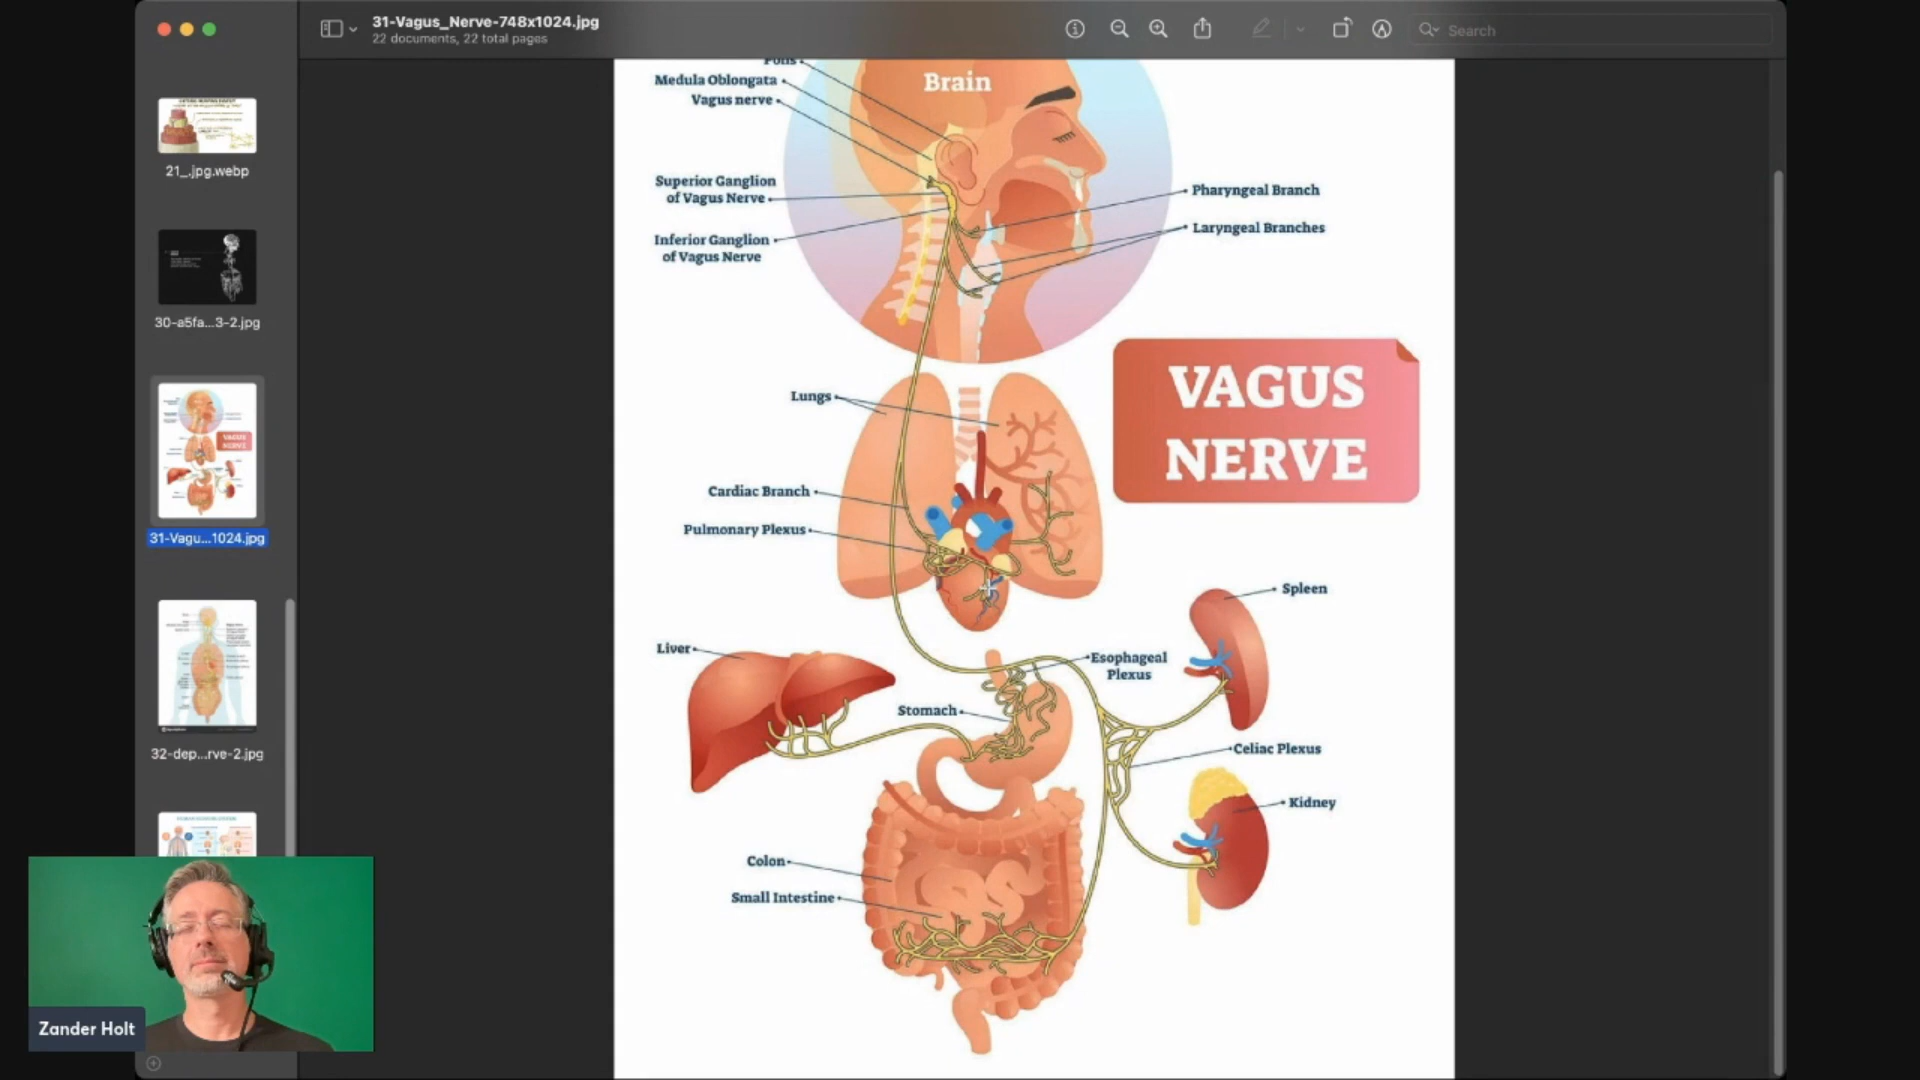 31-Vagus_Nerve-748x1024.jpg
22 documents, 22 total pages
Search
21_.jpg.webp
30-a5fa...3-2.jpg
31-Vagu...1024.jpg
32-dep...rve-2.jpg
VAGUS
NERVE
Brain
Pons
Medula Oblongata
Vagus nerve
Superior Ganglion
of Vagus Nerve
Inferior Ganglion
of Vagus Nerve
Pharyngeal Branch
Laryngeal Branches
VAGUS
NERVE
Lungs
Cardiac Branch
Pulmonary Plexus
Spleen
Liver
Esophageal
Plexus
Stomach
Celiac Plexus
Kidney
Colon
Small Intestine
Zander Holt